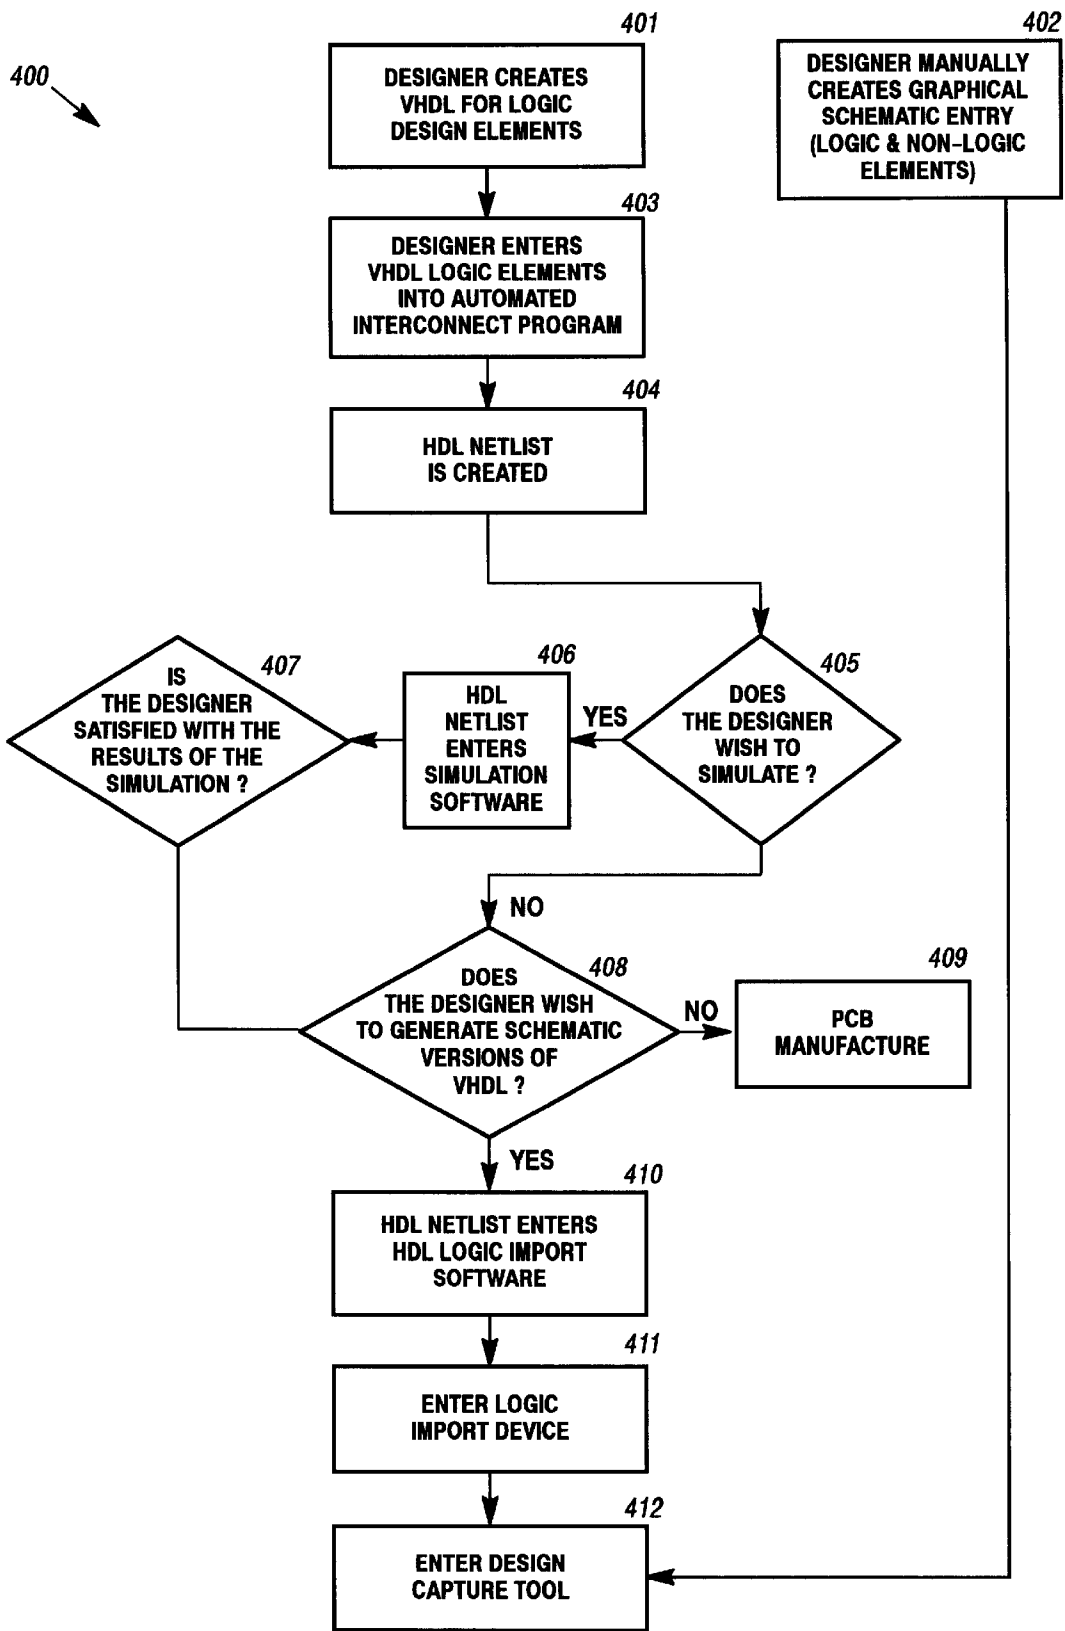 400
401
DESIGNER CREATES
VHDL FOR LOGIC
DESIGN ELEMENTS
402
DESIGNER MANUALLY
CREATES GRAPHICAL
SCHEMATIC ENTRY
(LOGIC & NON-LOGIC
ELEMENTS)
403
DESIGNER ENTERS
VHDL LOGIC ELEMENTS
INTO AUTOMATED
INTERCONNECT PROGRAM
404
HDL NETLIST
IS CREATED
405
DOES
THE DESIGNER
WISH TO
SIMULATE ?
YES
406
HDL
NETLIST
ENTERS
SIMULATION
SOFTWARE
407
IS
THE DESIGNER
SATISFIED WITH THE
RESULTS OF THE
SIMULATION ?
NO
408
DOES
THE DESIGNER WISH
TO GENERATE SCHEMATIC
VERSIONS OF
VHDL ?
NO
409
PCB
MANUFACTURE
YES
410
HDL NETLIST ENTERS
HDL LOGIC IMPORT
SOFTWARE
411
ENTER LOGIC
IMPORT DEVICE
412
ENTER DESIGN
CAPTURE TOOL